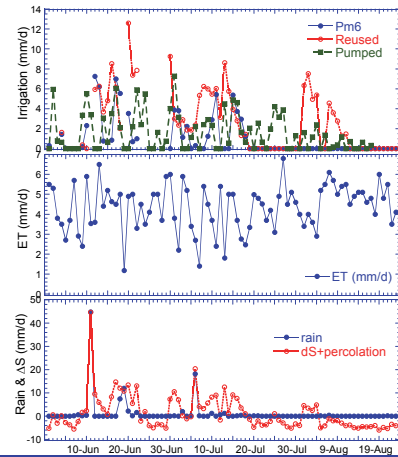 14
12
10
8
6
4
2
0
Irrigation (mm/d)
Pm6
Reused
Pumped
7
6
5
4
3
2
1
0
ET (mm/d)
ET (mm/d)
50
40
30
20
10
0
-10
Rain & ΔS (mm/d)
rain
dS+percolation
10-Jun 20-Jun 30-Jun 10-Jul 20-Jul 30-Jul 9-Aug 19-Aug